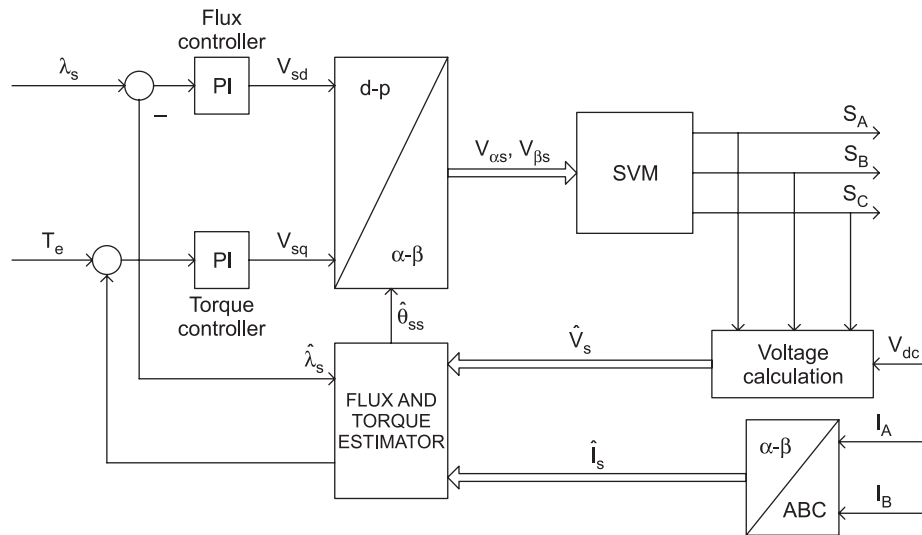 Flux
controller
λs
PI
Vsd
−
d-p
α-β
Vαs, Vβs
SVM
SA
SB
SC
Te
PI
Vsq
Torque
controller
θ̂ss
λ̂s
FLUX AND
TORQUE
ESTIMATOR
V̂s
Voltage
calculation
Vdc
Îs
α-β
ABC
IA
IB